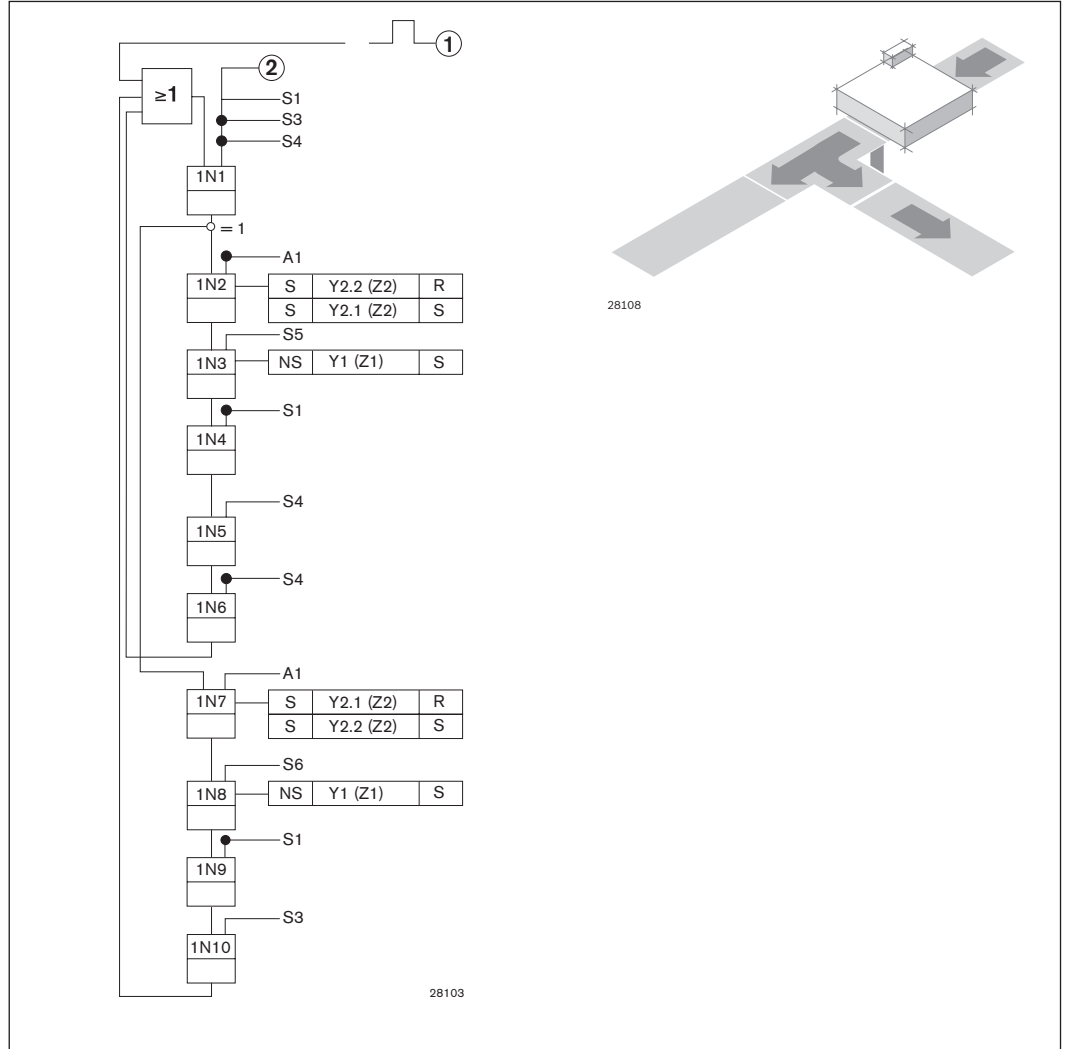 1
2
≥1
S1
S3
S4
1N1
= 1
A1
1N2 S Y2.2 (Z2) R
S Y2.1 (Z2) S
S5
1N3 NS Y1 (Z1) S
S1
1N4
S4
1N5
S4
1N6
A1
1N7 S Y2.1 (Z2) R
S Y2.2 (Z2) S
S6
1N8 NS Y1 (Z1) S
S1
1N9
S3
1N10
28103
28108